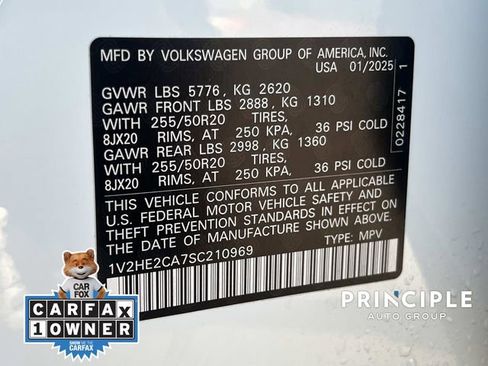 MFD BY VOLKSWAGEN GROUP OF AMERICA, INC.
USA 01/2025
GVWR LBS 5776 , KG 2620
GAWR FRONT LBS 2888 , KG 1310
WITH 255/50R20 TIRES,
8JX20 RIMS, AT 250 KPA, 36 PSI COLD
GAWR REAR LBS 2998 , KG 1360
WITH 255/50R20 TIRES,
8JX20 RIMS, AT 250 KPA, 36 PSI COLD
THIS VEHICLE CONFORMS TO ALL APPLICABLE
U.S. FEDERAL MOTOR VEHICLE SAFETY AND
THEFT PREVENTION STANDARDS IN EFFECT ON THE
DATE OF MANUFACTURE SHOWN ABOVE.
1V2HE2CA7SC210969 TYPE: MPV
0228417 1
CAR
FOX
CARFAX
1 OWNER
SHOW ME THE
CARFAX
PRINCIPLE
AUTO GROUP